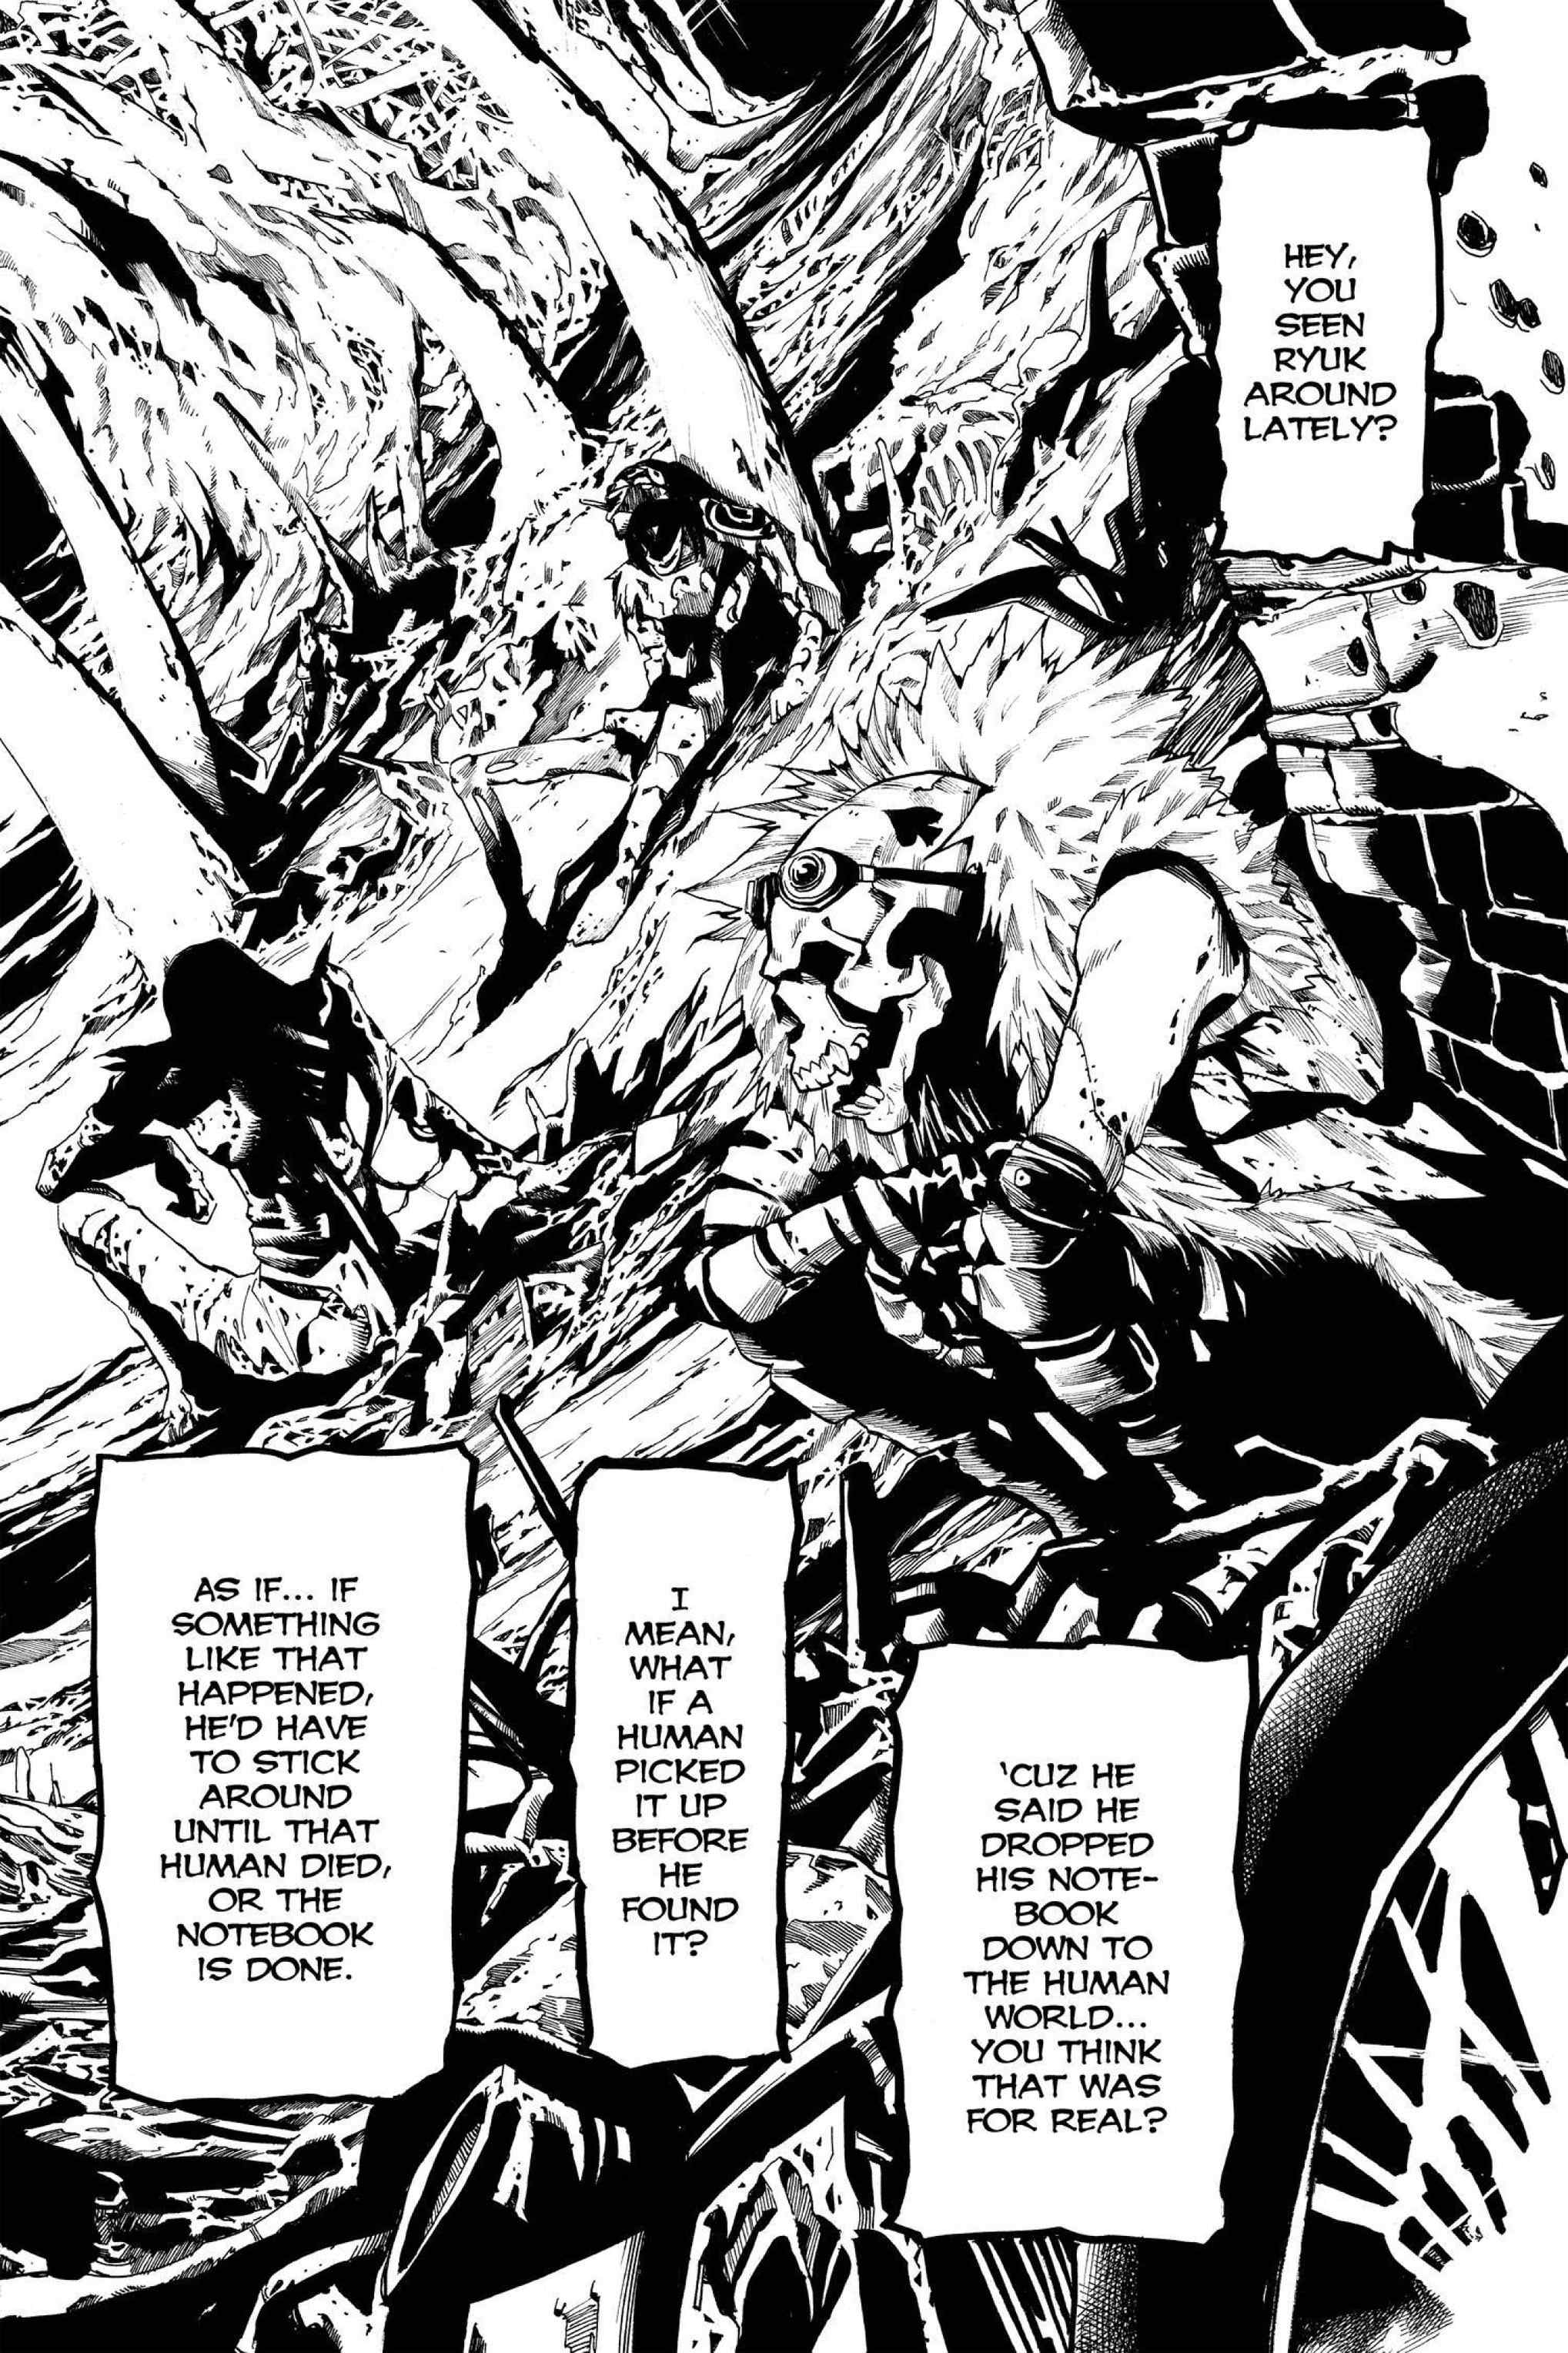 HEY,
YOU
SEEN
RYUK
AROUND
LATELY?
'CUZ HE
SAID HE
DROPPED
HIS NOTE-
BOOK
DOWN TO
THE HUMAN
WORLD...
YOU THINK
THAT WAS
FOR REAL?
I
MEAN,
WHAT
IF A
HUMAN
PICKED
IT UP
BEFORE
HE
FOUND
IT?
AS IF... IF
SOMETHING
LIKE THAT
HAPPENED,
HE'D HAVE
TO STICK
AROUND
UNTIL THAT
HUMAN DIED,
OR THE
NOTEBOOK
IS DONE.